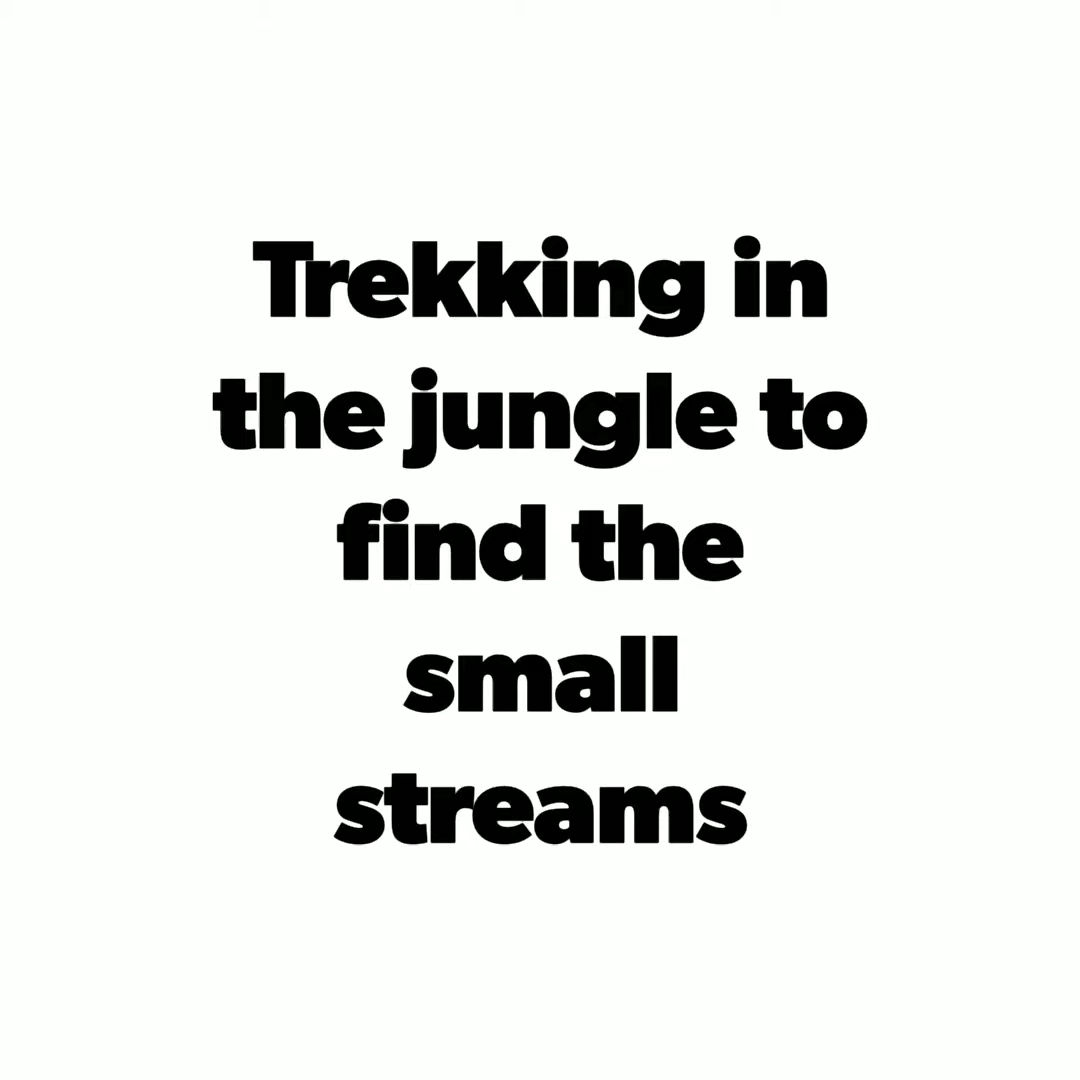 Trekking in
the jungle to
find the
small
streams